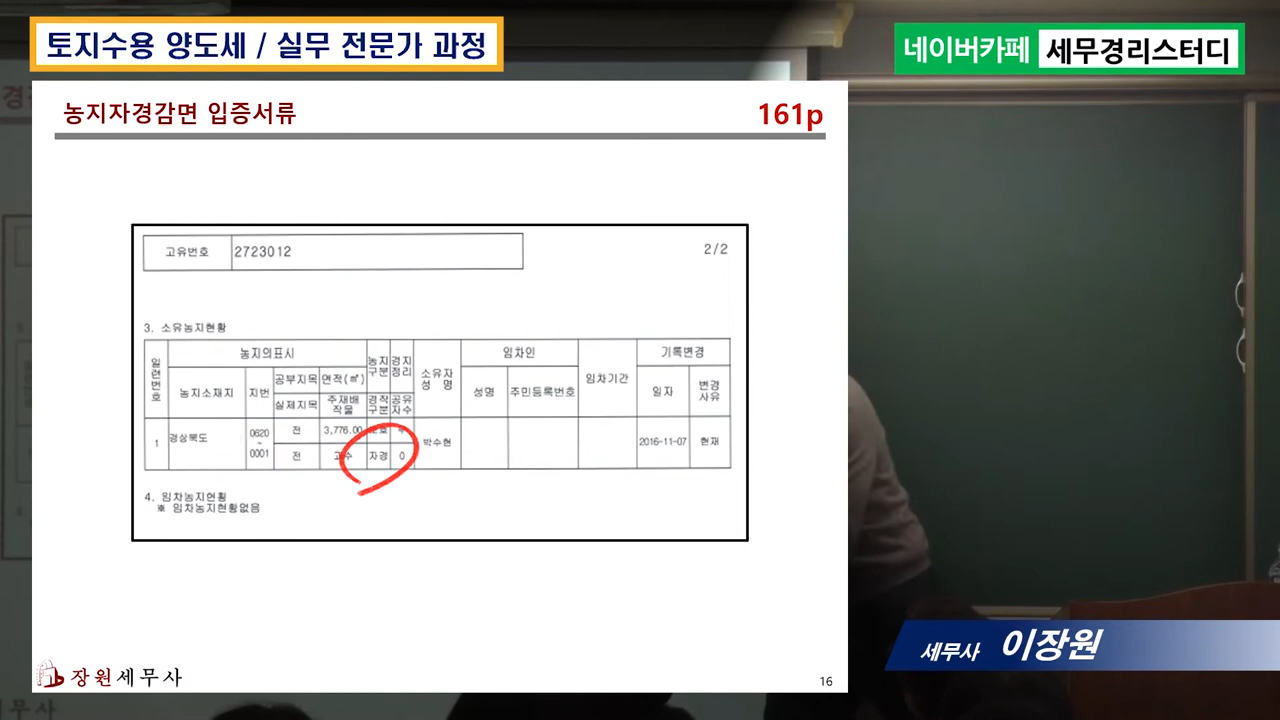 토지수용 양도세 / 실무 전문가 과정
네이버카페 세무경리스터디
농지자경감면 입증서류 161p
고유번호 2723012 2/2
3. 소유농지현황
일련번호 농지의표시 농지구분 경지정리 소유자성명 임차인 임차기간 기록변경
농지소재지 지번 공부지목 면적(㎡) 성명 주민등록번호 일자 변경사유
실제지목 주재배작물 경작구분 공유자수
1 경상북도 0620~0001 전 3,776.00 박수현 2016-11-07 현재
전 자경 0
4. 임차농지현황
※ 임차농지현황없음
세무사 이장원
장원세무사 16